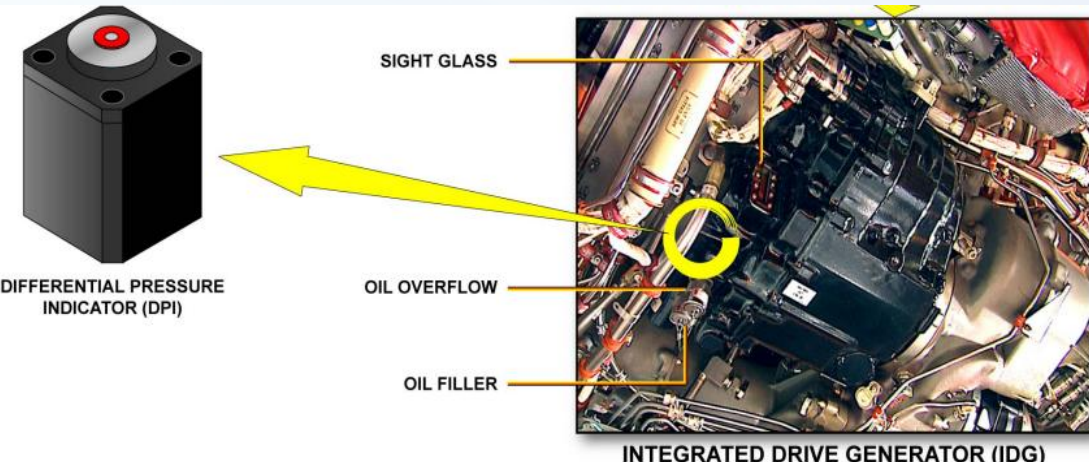 SIGHT GLASS
OIL OVERFLOW
DIFFERENTIAL PRESSURE
INDICATOR (DPI)
OIL FILLER
INTEGRATED DRIVE GENERATOR (IDG)